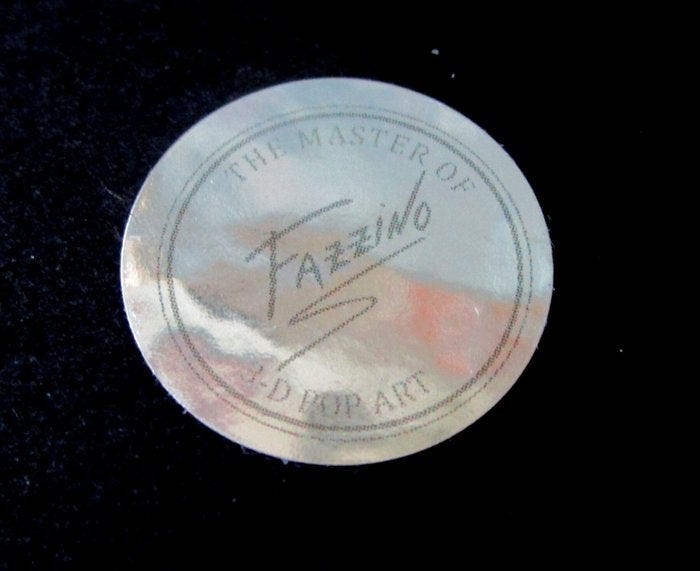 THE MASTER OF
FAZZINO
3-D POP ART